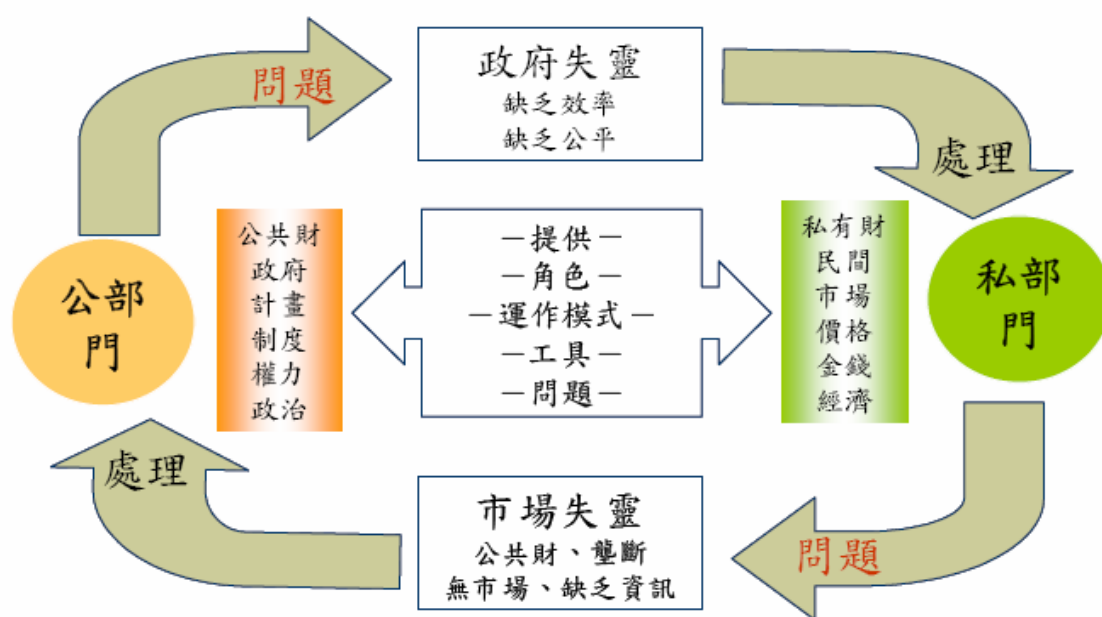 問題
政府失靈
缺乏效率
缺乏公平
處理
公部
門
公共財
政府
計畫
制度
權力
政治
－提供－
－角色－
－運作模式－
－工具－
－問題－
私有財
民間
市場
價格
金錢
經濟
私部
門
處理
市場失靈
公共財、壟斷
無市場、缺乏資訊
問題